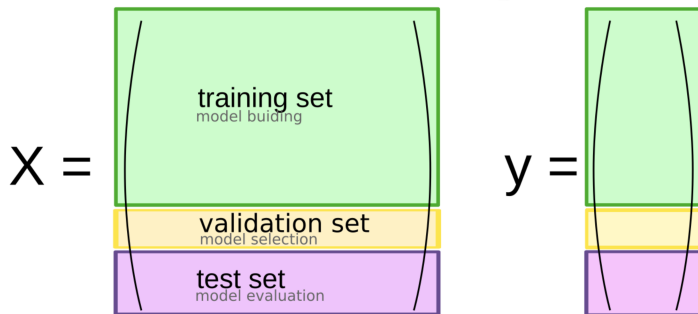 X =
training set
model buiding
validation set
model selection
test set
model evaluation
y =